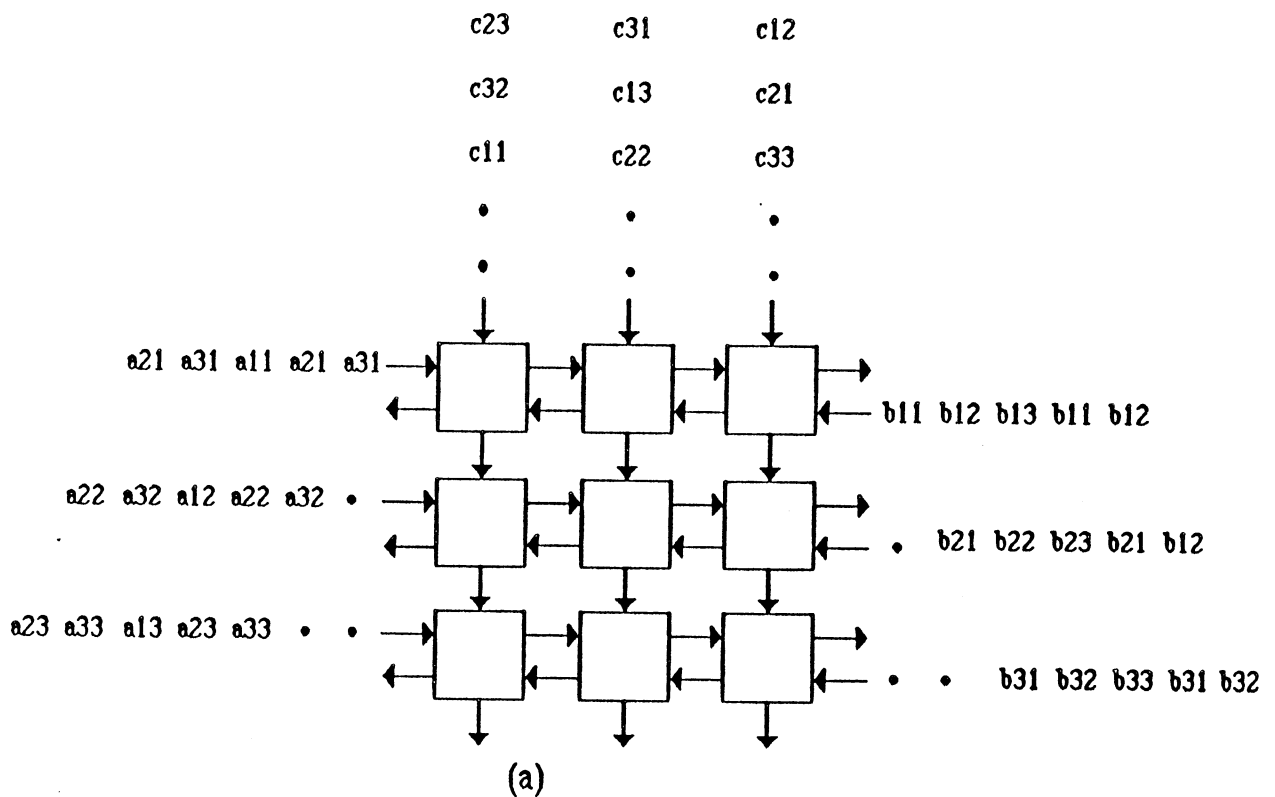 c23 c31 c12
c32 c13 c21
c11 c22 c33
a21 a31 a11 a21 a31
b11 b12 b13 b11 b12
a22 a32 a12 a22 a32
b21 b22 b23 b21 b12
a23 a33 a13 a23 a33
b31 b32 b33 b31 b32
(a)